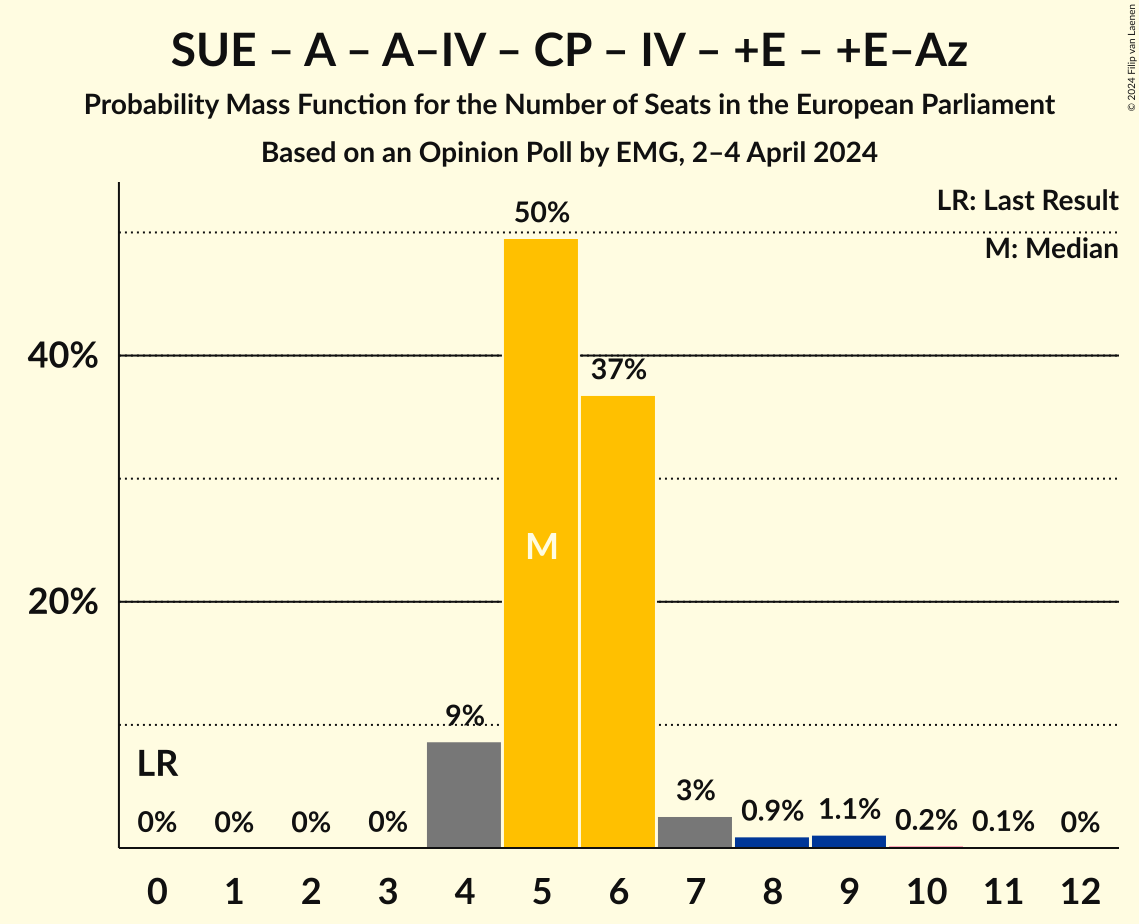 SUE – A – A–IV – CP – IV – +E – +E–Az
Probability Mass Function for the Number of Seats in the European Parliament
Based on an Opinion Poll by EMG, 2–4 April 2024
© 2024 Filip van Laenen
LR: Last Result
M: Median
50%
40%
37%
M
20%
9%
LR
3%
0% 0% 0% 0% 0.9% 1.1% 0.2% 0.1% 0%
0 1 2 3 4 5 6 7 8 9 10 11 12